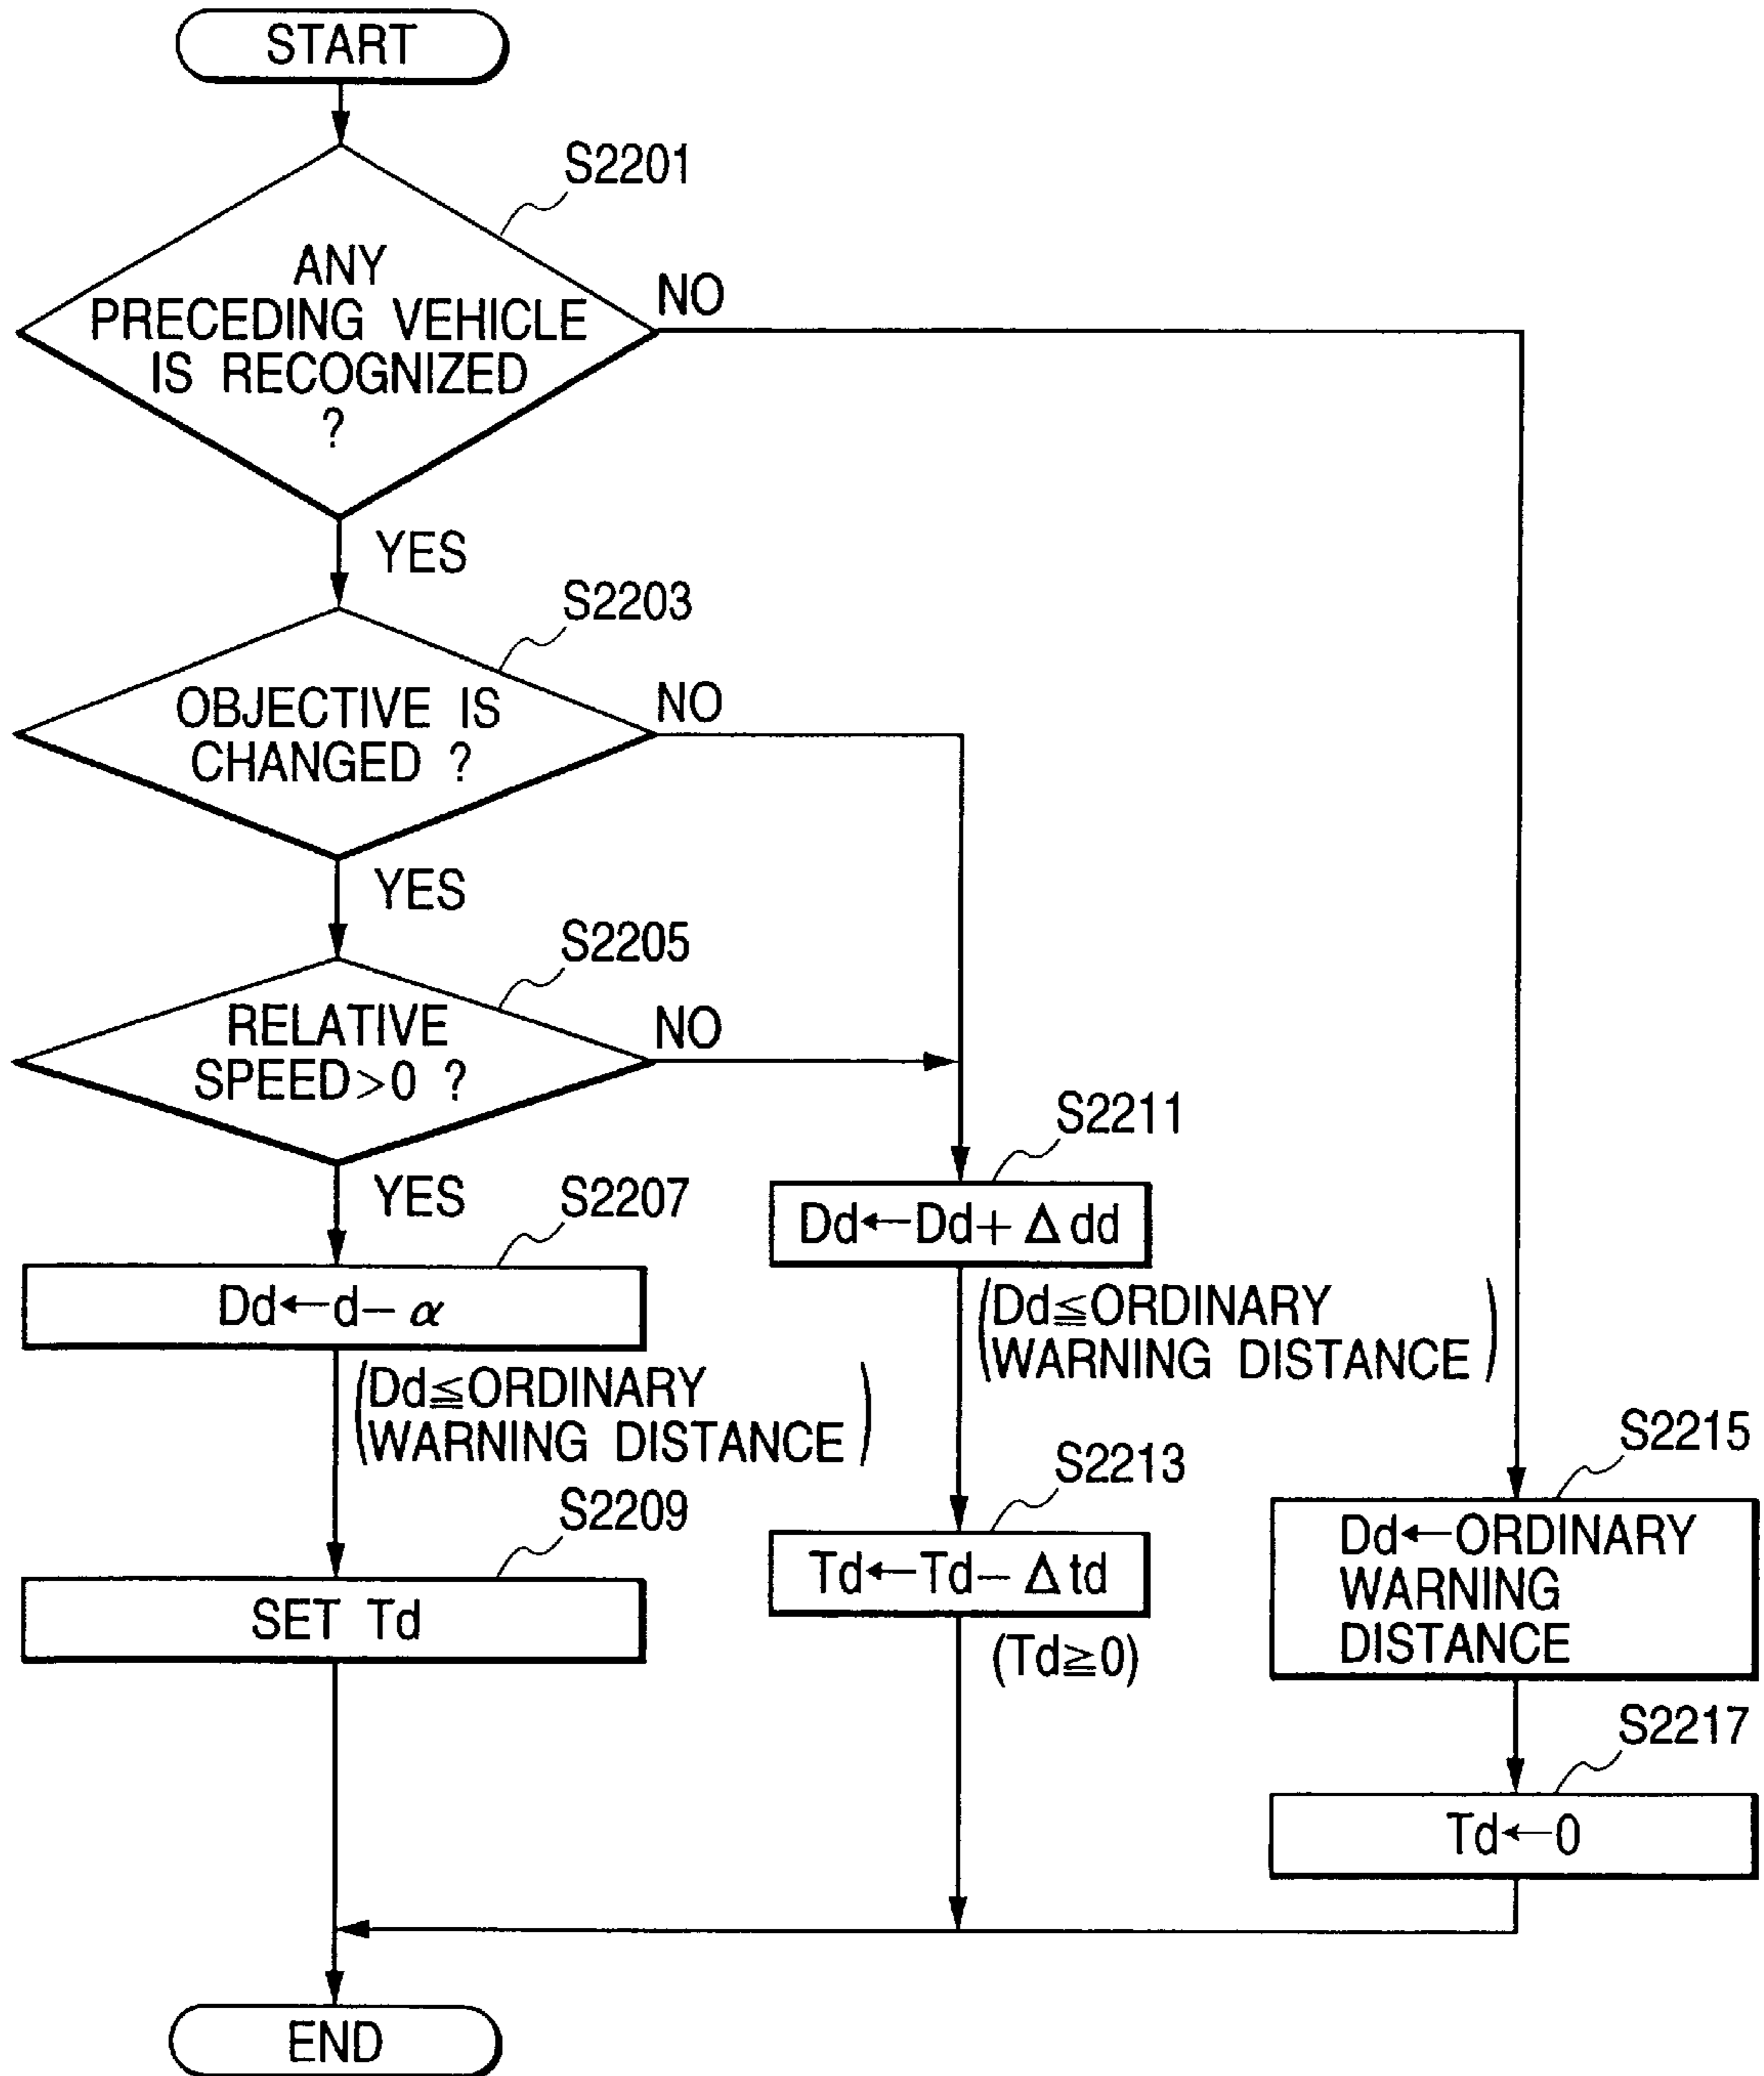 START
S2201
ANY
PRECEDING VEHICLE
IS RECOGNIZED
?
NO
YES
S2203
OBJECTIVE IS
CHANGED ?
NO
YES
S2205
RELATIVE
SPEED>0 ?
NO
YES
S2207
Dd←d-α
(Dd≦ORDINARY
WARNING DISTANCE)
S2209
SET Td
S2211
Dd←Dd+Δdd
(Dd≦ORDINARY
WARNING DISTANCE)
S2213
Td←Td-Δtd
(Td≧0)
S2215
Dd←ORDINARY
WARNING
DISTANCE
S2217
Td←0
END